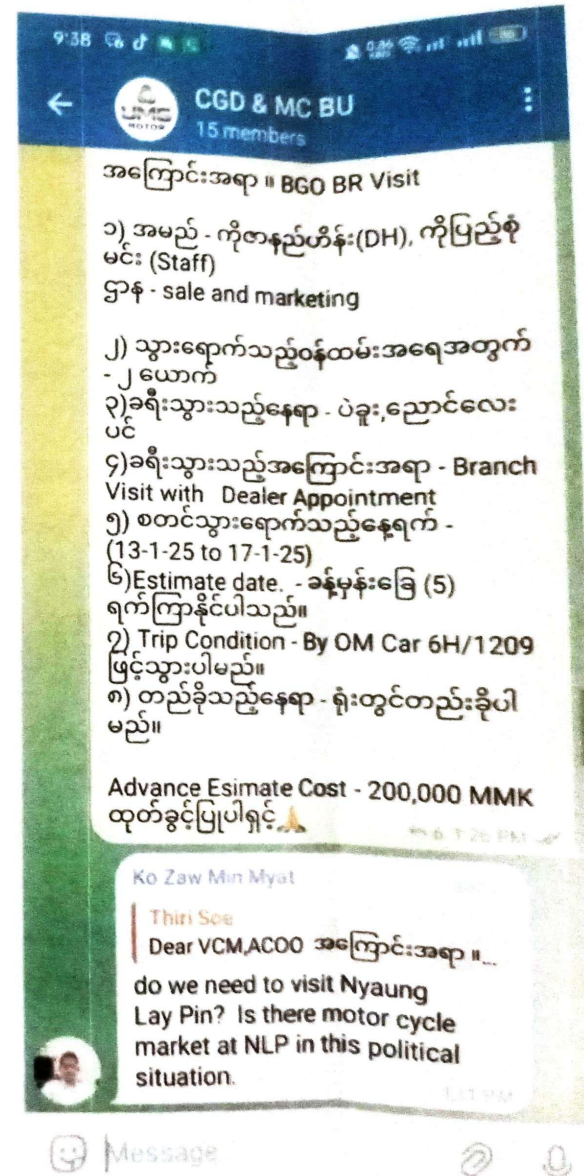 9:38
CGD & MC BU
UMG
MOTOR
15 members
အကြောင်းအရာ ။ BGO BR Visit
၁) အမည် - ကိုဇာနည်ဟိန်း(DH), ကိုပြည့်စုံ
မင်း (Staff)
ဌာန - sale and marketing
၂) သွားရောက်သည့်ဝန်ထမ်းအရေအတွက်
- ၂ ယောက်
၃)ခရီးသွားသည့်နေရာ - ပဲခူး,ညောင်လေး
ပင်
၄)ခရီးသွားသည့်အကြောင်းအရာ - Branch
Visit with Dealer Appointment
၅) စတင်သွားရောက်သည့်နေ့ရက် -
(13-1-25 to 17-1-25)
၆)Estimate date. - ခန့်မှန်းခြေ (5)
ရက်ကြာနိုင်ပါသည်။
၇) Trip Condition - By OM Car 6H/1209
ဖြင့်သွားပါမည်။
၈) တည်ခိုသည့်နေရာ - ရုံးတွင်တည်းခိုပါ
မည်။
Advance Esimate Cost - 200,000 MMK
ထုတ်ခွင့်ပြုပါရှင့်🙏
6 1:26 PM
Ko Zaw Min Myat
Thiri Soe
Dear VCM,ACOO အကြောင်းအရာ ။...
do we need to visit Nyaung
Lay Pin? Is there motor cycle
market at NLP in this political
situation.
Message